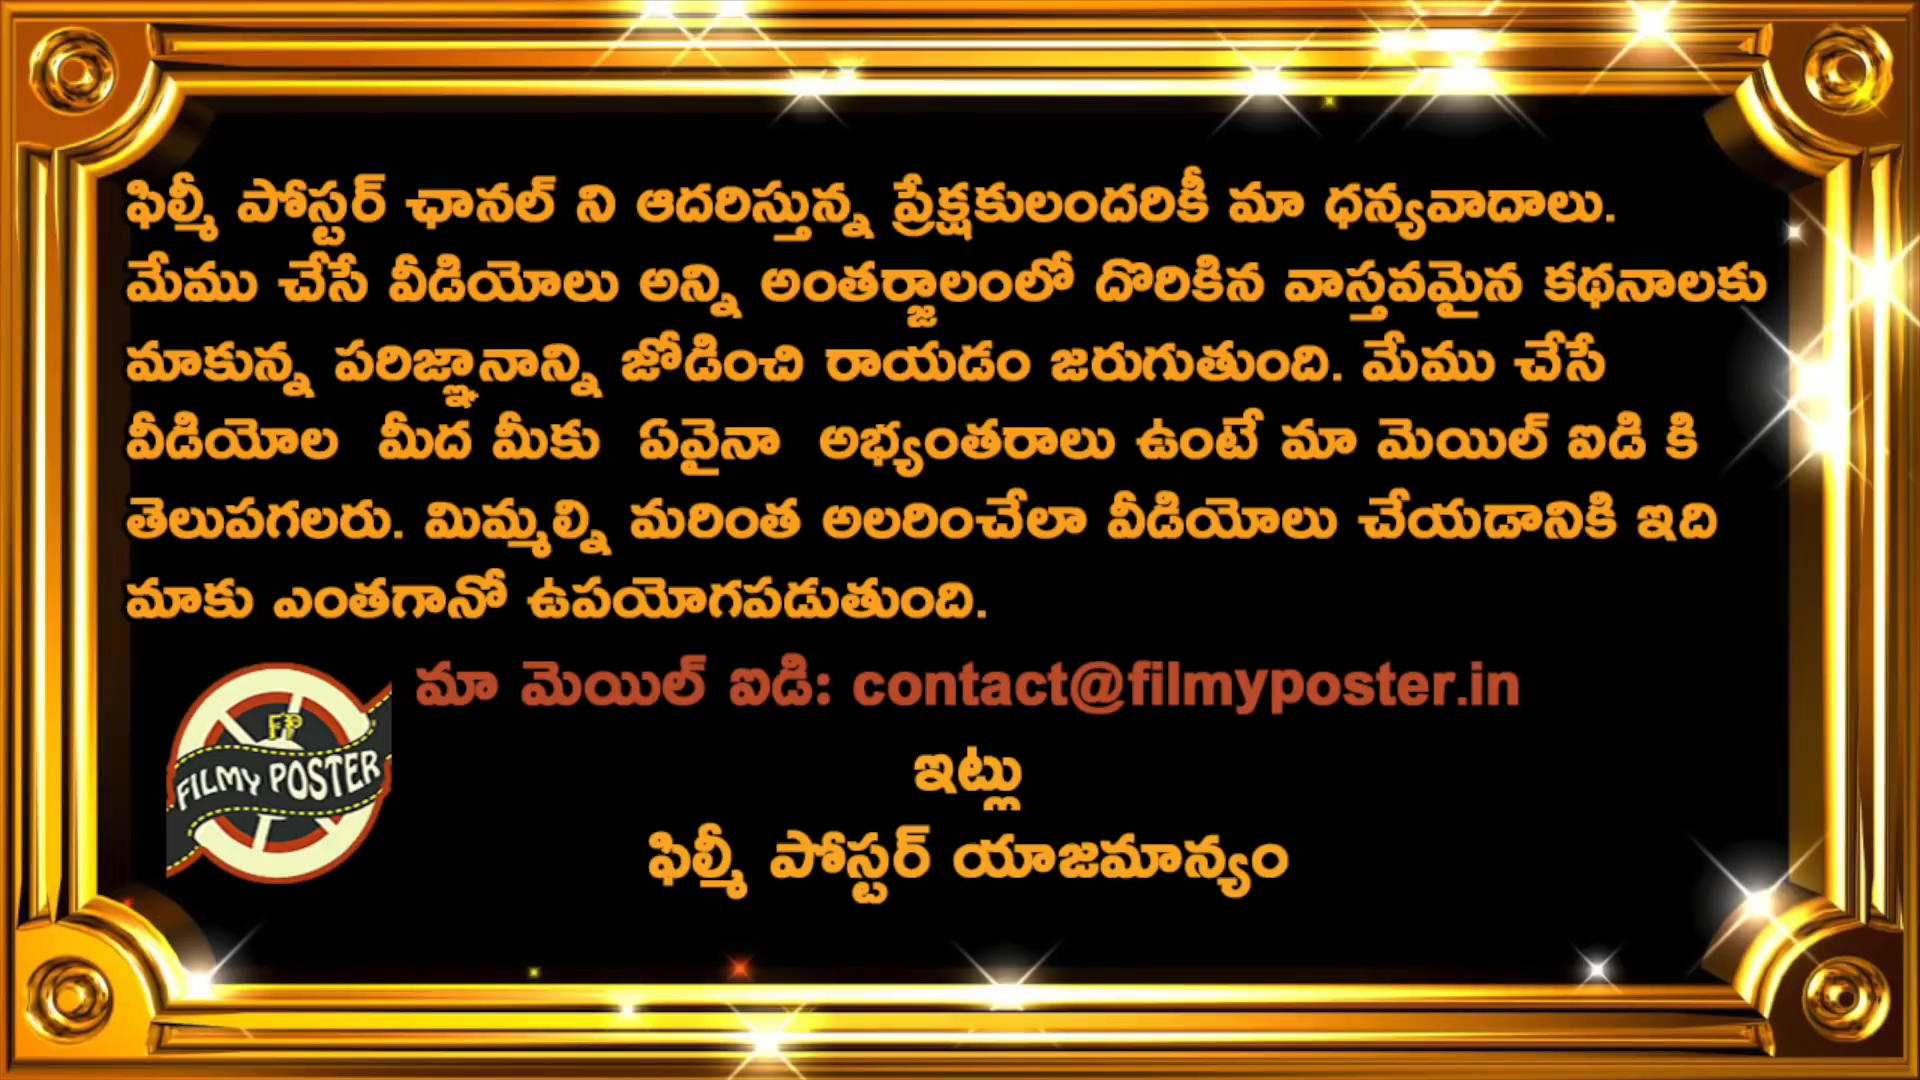 ఫిల్మీ పోస్టర్ ఛానల్ ని ఆదరిస్తున్న ప్రేక్షకులందరికీ మా ధన్యవాదాలు.
మేము చేసే వీడియోలు అన్ని అంతర్జాలంలో దొరికిన వాస్తవమైన కథనాలకు
మాకున్న పరిజ్ఞానాన్ని జోడించి రాయడం జరుగుతుంది. మేము చేసే
వీడియోల మీద మీకు ఏవైనా అభ్యంతరాలు ఉంటే మా మెయిల్ ఐడి కి
తెలుపగలరు. మిమ్మల్ని మరింత అలరించేలా వీడియోలు చేయడానికి ఇది
మాకు ఎంతగానో ఉపయోగపడుతుంది.
మా మెయిల్ ఐడి: contact@filmyposter.in
FP
FILMY POSTER
ఇట్లు
ఫిల్మీ పోస్టర్ యాజమాన్యం